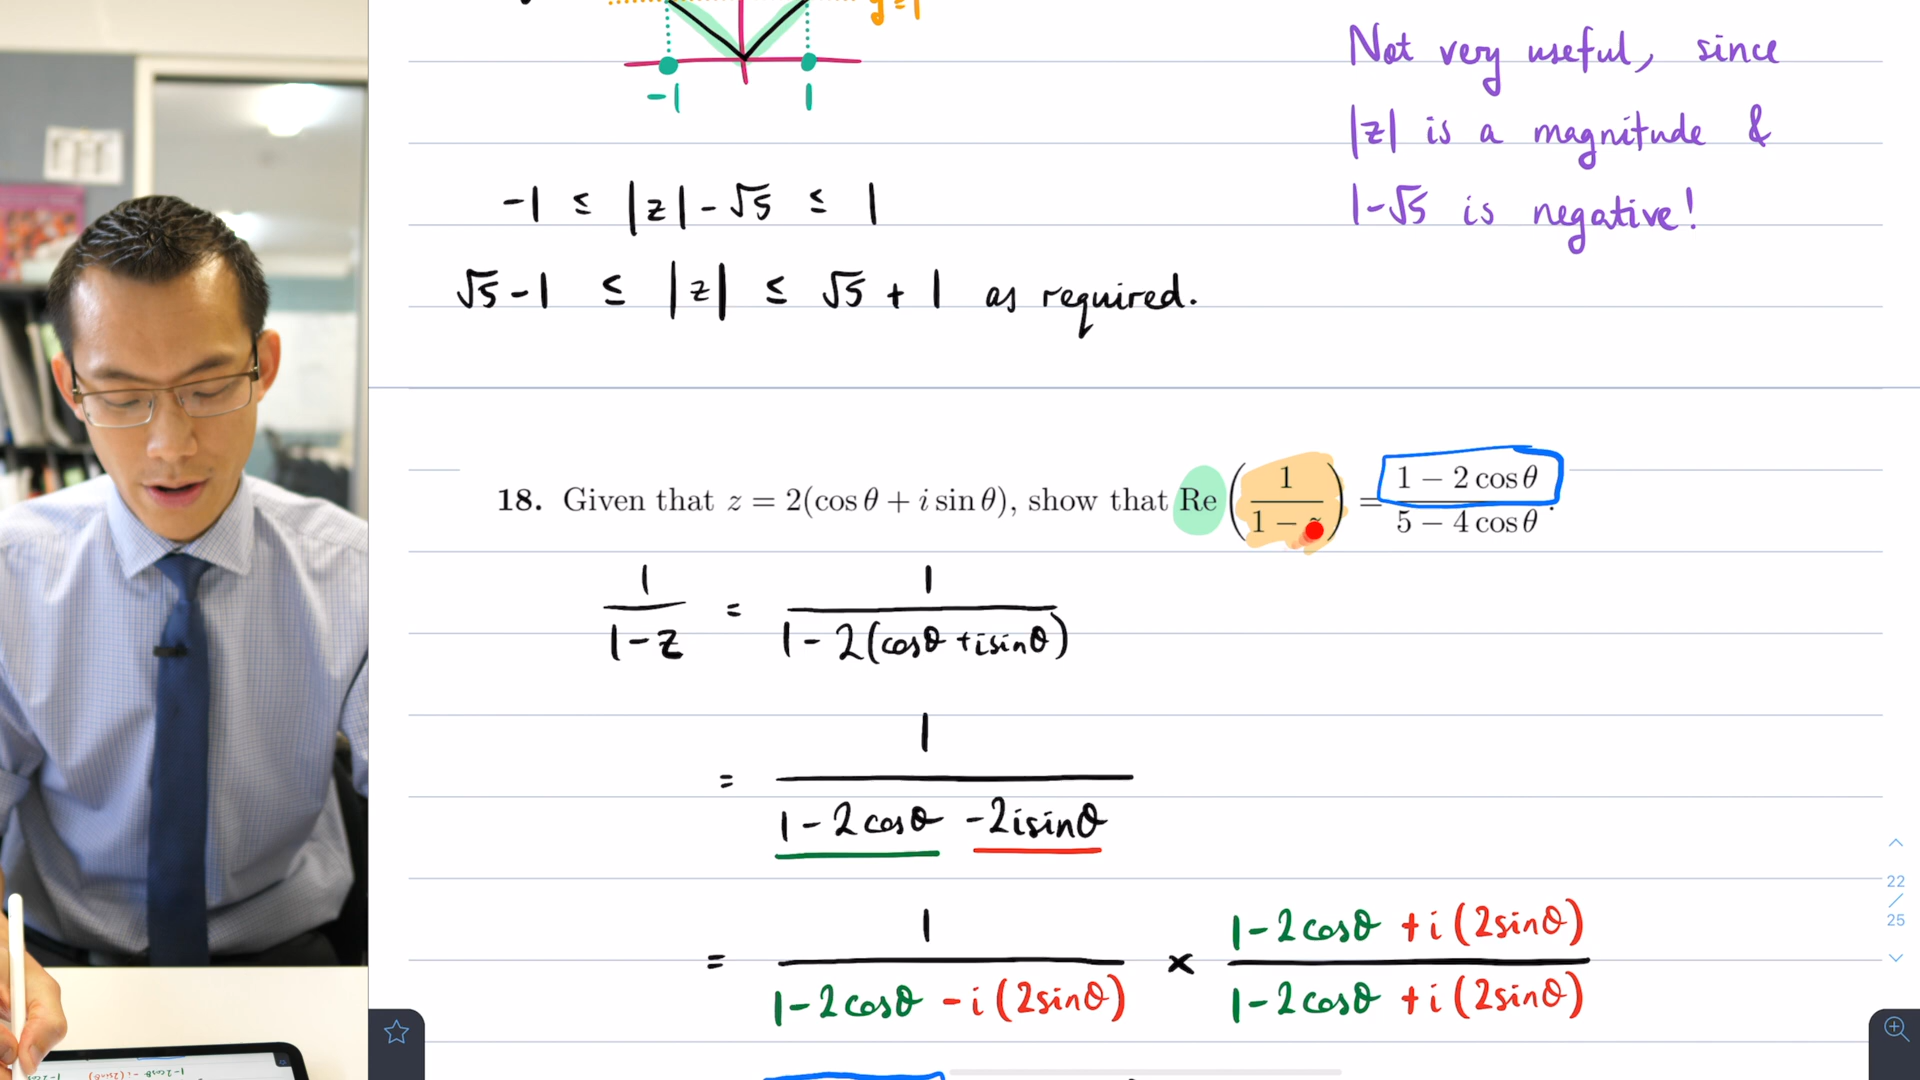 y=1
-1 1
Not very useful, since
|z| is a magnitude &
1-√5 is negative!
-1 ≤ |z| - √5 ≤ 1
√5-1 ≤ |z| ≤ √5 + 1 as required.
18. Given that z = 2(cos θ + i sin θ), show that Re (1/(1 − z)) = (1 − 2 cos θ)/(5 − 4 cos θ).
1/(1-z) = 1/(1-2(cosθ +isinθ))
= 1/(1-2cosθ -2isinθ)
= 1/(1-2cosθ -i(2sinθ)) × (1-2cosθ +i(2sinθ))/(1-2cosθ +i(2sinθ))
22
/
25